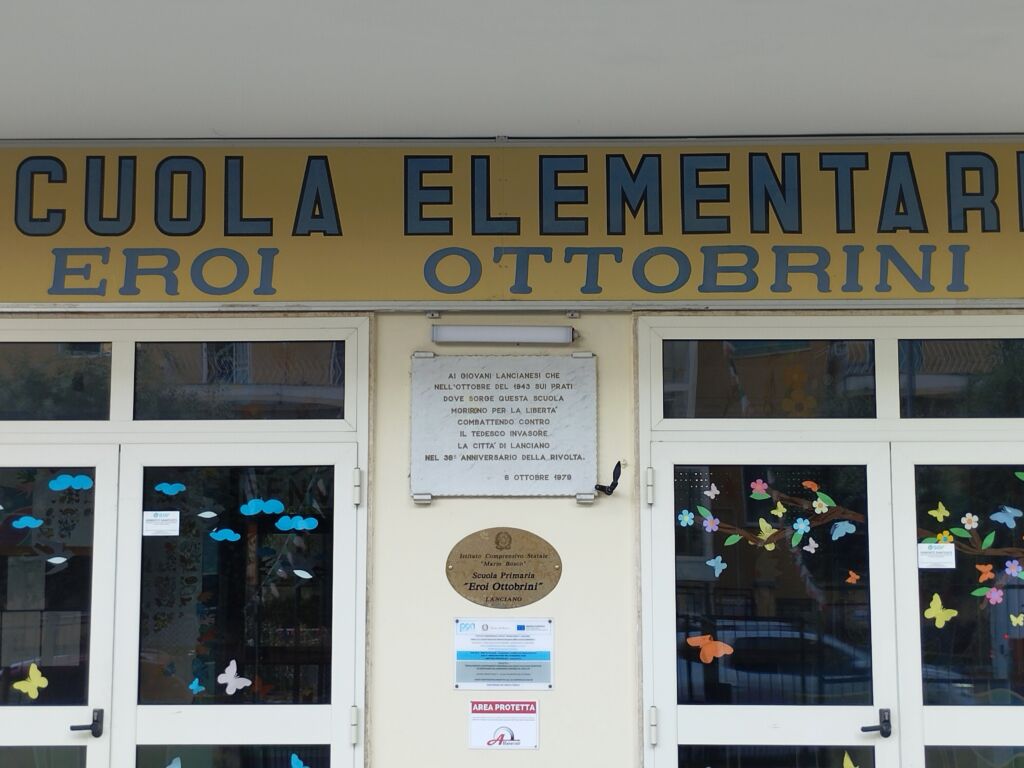 SCUOLA ELEMENTARE
EROI OTTOBRINI
AI GIOVANI LANCIANESI CHE
NELL'OTTOBRE DEL 1943 SUI PRATI
DOVE SORGE QUESTA SCUOLA
MORIRONO PER LA LIBERTA'
COMBATTENDO CONTRO
IL TEDESCO INVASORE
LA CITTA' DI LANCIANO
NEL 36° ANNIVERSARIO DELLA RIVOLTA.
6 OTTOBRE 1979
Istituto Comprensivo Statale
"Mario Bosco"
Scuola Primaria
"Eroi Ottobrini"
LANCIANO
pon
AREA PROTETTA